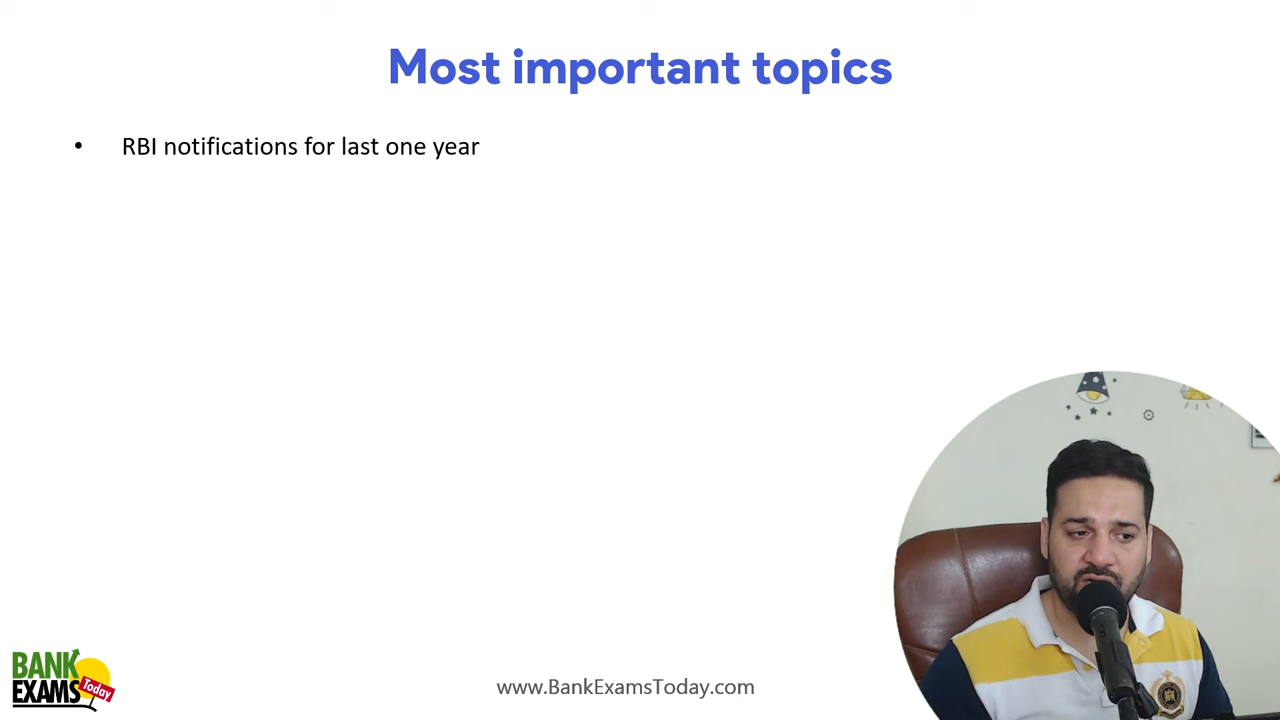 Most important topics
• RBI notifications for last one year
BANK
EXAMS
Today
www.BankExamsToday.com